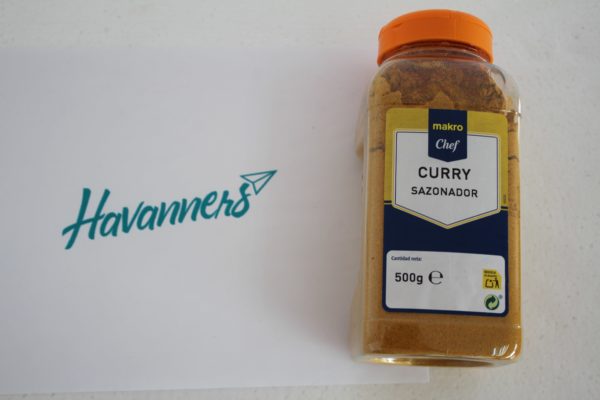 Havanners
makro
Chef
CURRY
SAZONADOR
Cantidad neta:
500g ℮